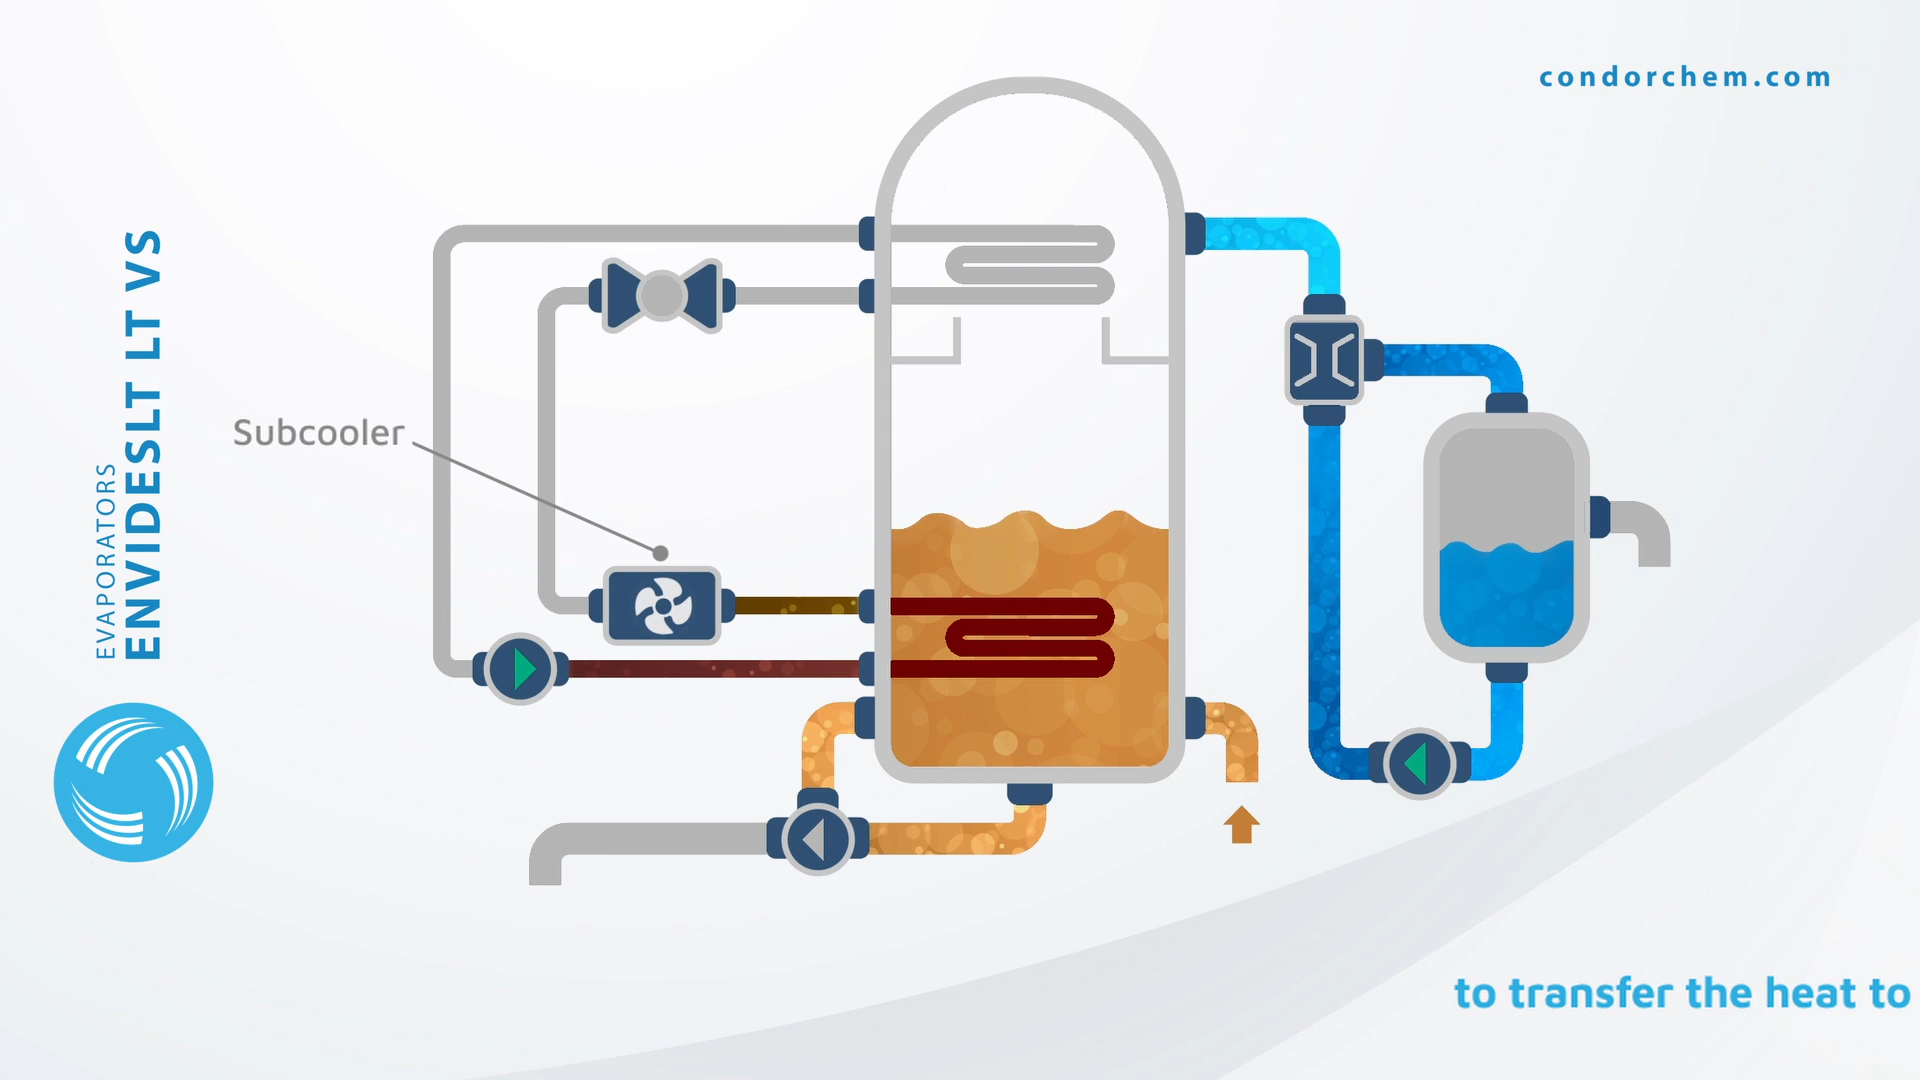 condorchem.com
EVAPORATORS
ENVIDESLT LT VS
Subcooler
to transfer the heat to